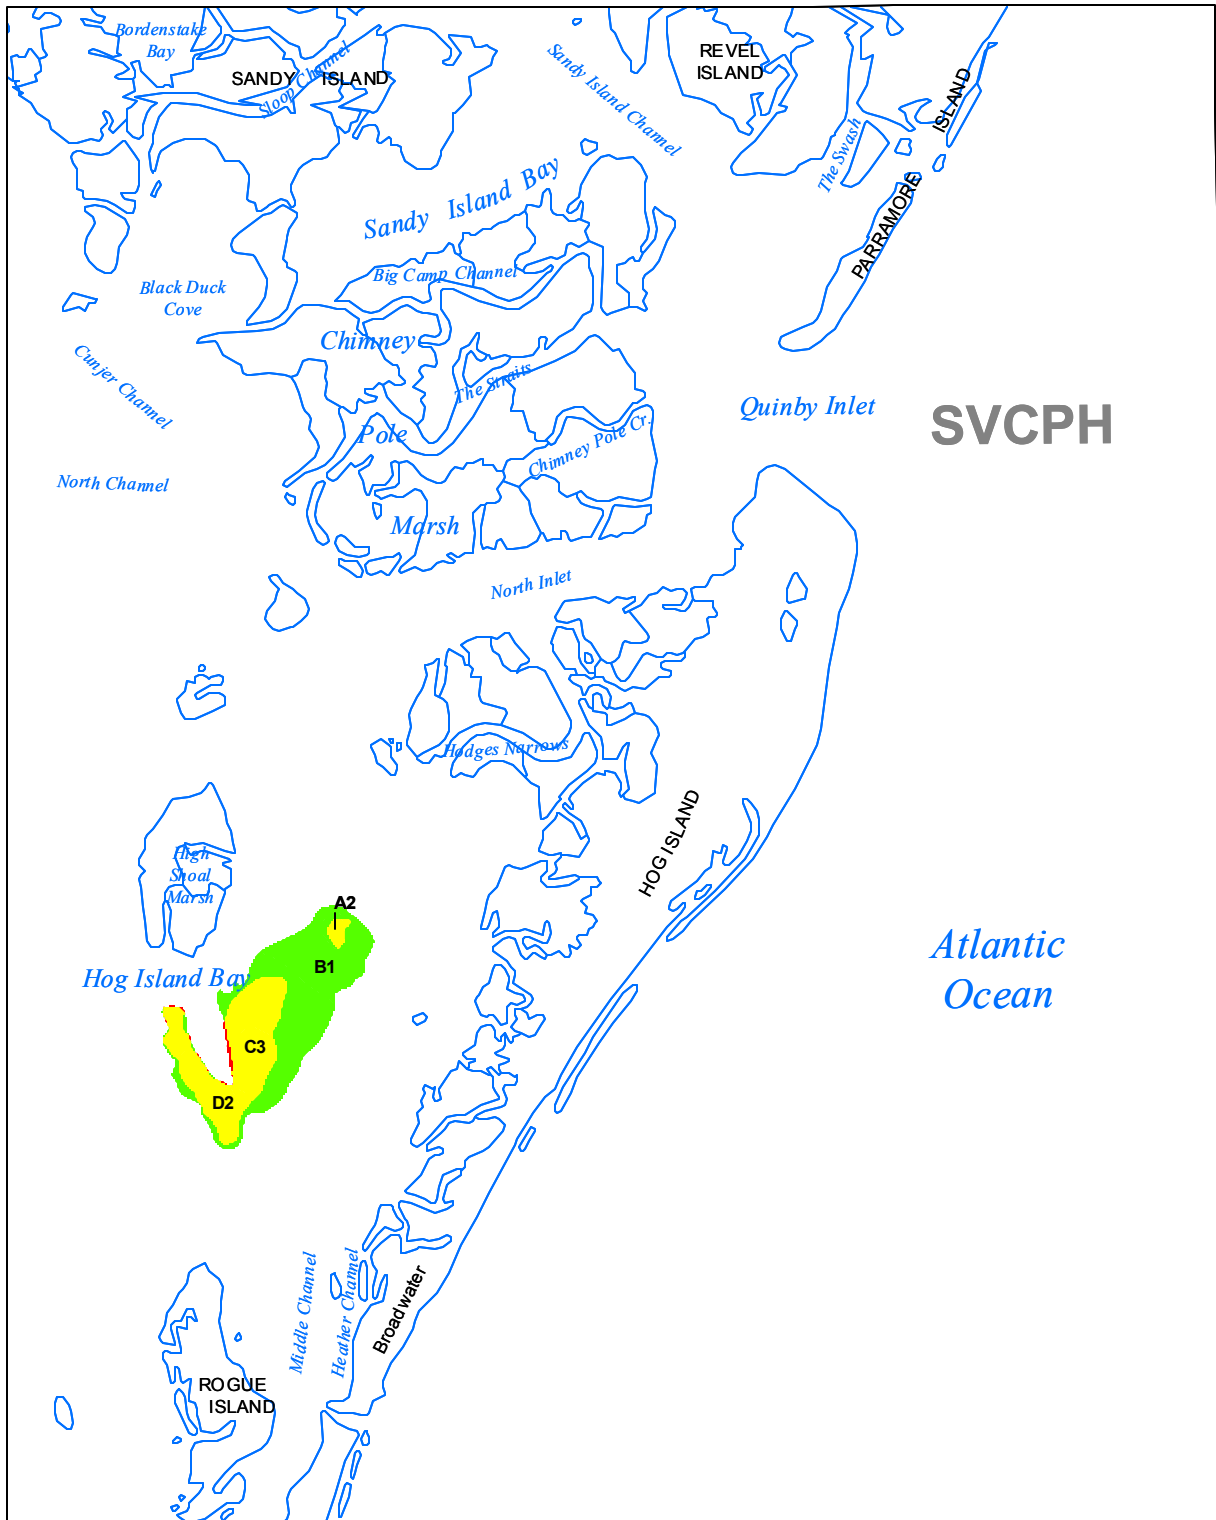 Bordenstake
Bay
SANDY ISLAND
Sloop Channel
Sandy Island Channel
REVEL
ISLAND
The Swash
PARRAMORE ISLAND
Sandy Island Bay
Big Camp Channel
Black Duck
Cove
Chimney
Cunjer Channel
The Straits
Quinby Inlet
SVCPH
Pole
Chimney Pole Cr.
North Channel
Marsh
North Inlet
Hodges Narrows
HOG ISLAND
High
Shoal
Marsh
A2
B1
Hog Island Bay
Atlantic
Ocean
C3
D2
Middle Channel
Heather Channel
Broadwater
ROGUE
ISLAND